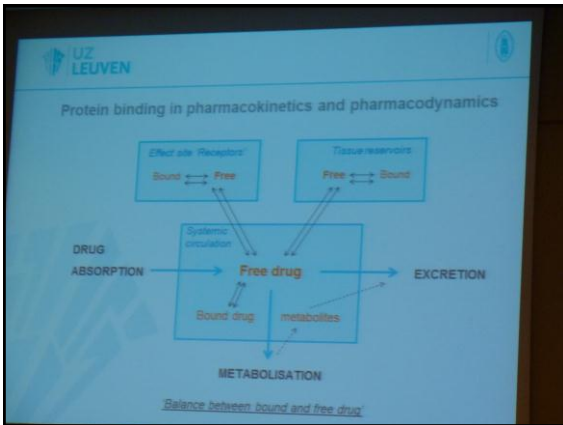 UZ
LEUVEN
Protein binding in pharmacokinetics and pharmacodynamics
Effect site 'Receptors'
Bound Free
Tissue reservoirs
Free Bound
Systemic
circulation
DRUG
ABSORPTION
Free drug
EXCRETION
Bound drug
metabolites
METABOLISATION
'Balance between bound and free drug'